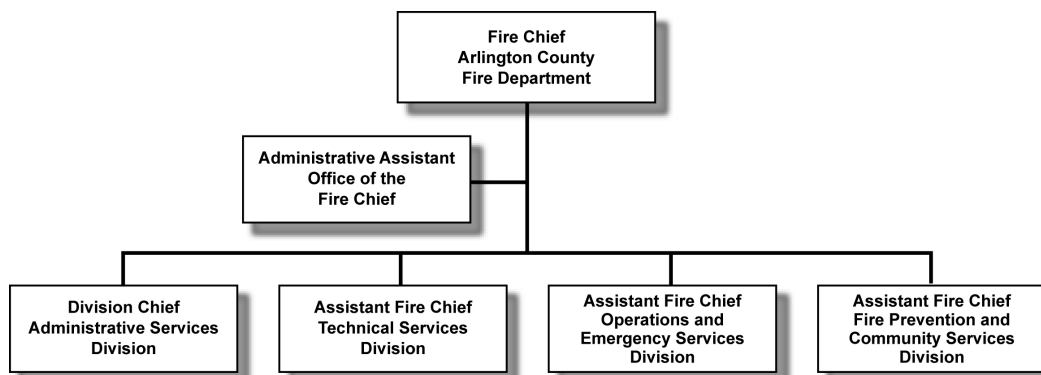 Fire Chief
Arlington County
Fire Department
Administrative Assistant
Office of the
Fire Chief
Division Chief
Administrative Services
Division
Assistant Fire Chief
Technical Services
Division
Assistant Fire Chief
Operations and
Emergency Services
Division
Assistant Fire Chief
Fire Prevention and
Community Services
Division